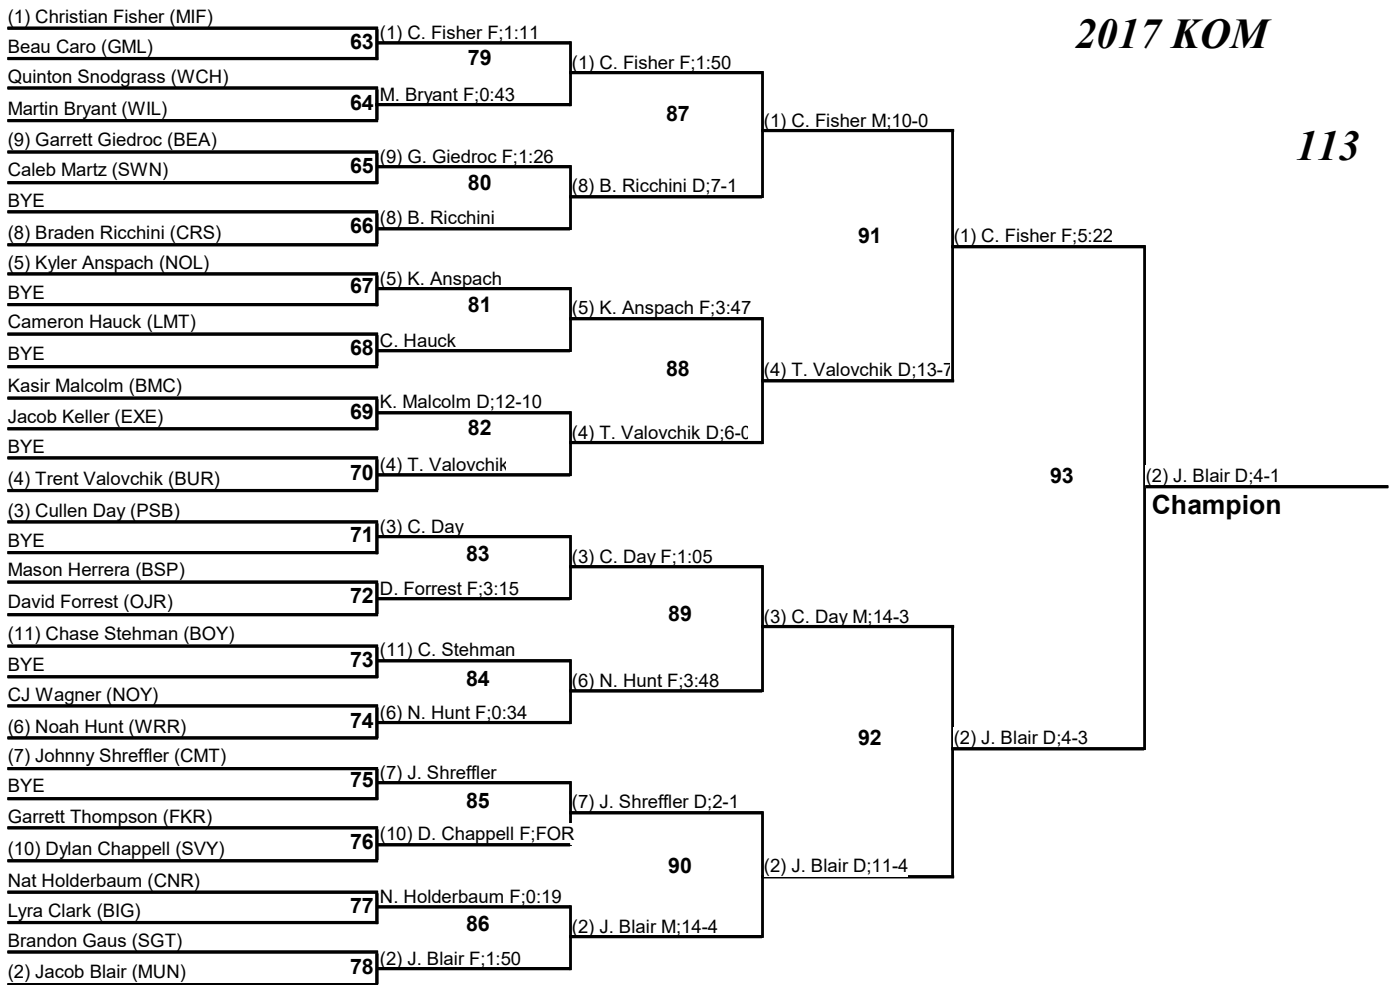 2017 KOM
113
(1) Christian Fisher (MIF)
Beau Caro (GML)
Quinton Snodgrass (WCH)
Martin Bryant (WIL)
(9) Garrett Giedroc (BEA)
Caleb Martz (SWN)
BYE
(8) Braden Ricchini (CRS)
(5) Kyler Anspach (NOL)
BYE
Cameron Hauck (LMT)
BYE
Kasir Malcolm (BMC)
Jacob Keller (EXE)
BYE
(4) Trent Valovchik (BUR)
(3) Cullen Day (PSB)
BYE
Mason Herrera (BSP)
David Forrest (OJR)
(11) Chase Stehman (BOY)
BYE
CJ Wagner (NOY)
(6) Noah Hunt (WRR)
(7) Johnny Shreffler (CMT)
BYE
Garrett Thompson (FKR)
(10) Dylan Chappell (SVY)
Nat Holderbaum (CNR)
Lyra Clark (BIG)
Brandon Gaus (SGT)
(2) Jacob Blair (MUN)
63
64
65
66
67
68
69
70
71
72
73
74
75
76
77
78
(1) C. Fisher F;1:11
M. Bryant F;0:43
(9) G. Giedroc F;1:26
(8) B. Ricchini
(5) K. Anspach
C. Hauck
K. Malcolm D;12-10
(4) T. Valovchik
(3) C. Day
D. Forrest F;3:15
(11) C. Stehman
(6) N. Hunt F;0:34
(7) J. Shreffler
(10) D. Chappell F;FOR
N. Holderbaum F;0:19
(2) J. Blair F;1:50
79
80
81
82
83
84
85
86
(1) C. Fisher F;1:50
(8) B. Ricchini D;7-1
(5) K. Anspach F;3:47
(4) T. Valovchik D;6-0
(3) C. Day F;1:05
(6) N. Hunt F;3:48
(7) J. Shreffler D;2-1
(2) J. Blair M;14-4
87
88
89
90
(1) C. Fisher M;10-0
(4) T. Valovchik D;13-7
(3) C. Day M;14-3
(2) J. Blair D;11-4
91
92
(1) C. Fisher F;5:22
(2) J. Blair D;4-3
93
(2) J. Blair D;4-1
Champion